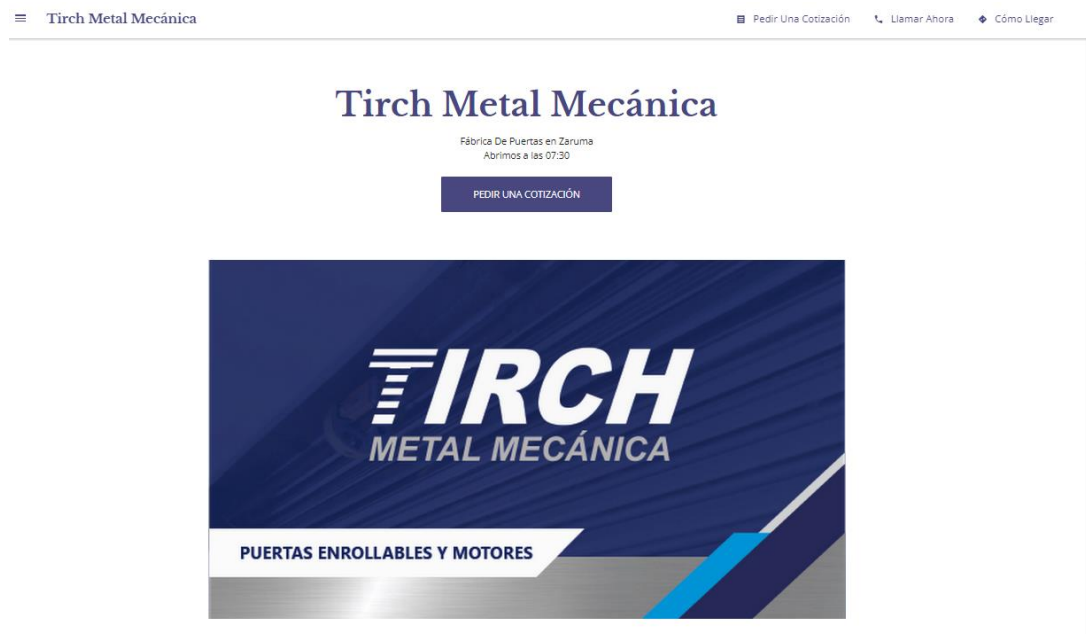 Tirch Metal Mecánica
Pedir Una Cotización
Llamar Ahora
Cómo Llegar
Tirch Metal Mecánica
Fábrica De Puertas en Zaruma
Abrimos a las 07:30
PEDIR UNA COTIZACIÓN
TIRCH
METAL MECÁNICA
PUERTAS ENROLLABLES Y MOTORES